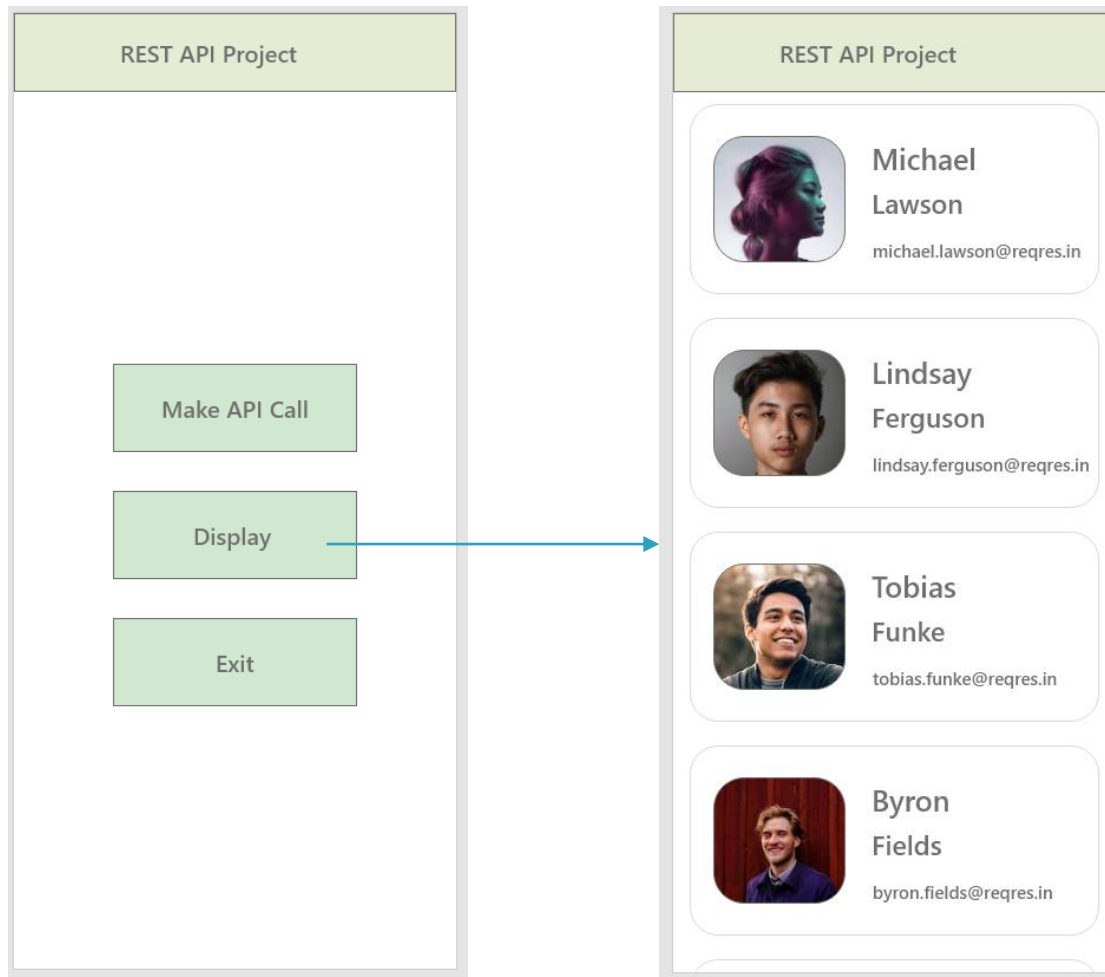 REST API Project
Make API Call
Display
Exit
REST API Project
Michael
Lawson
michael.lawson@reqres.in
Lindsay
Ferguson
lindsay.ferguson@reqres.in
Tobias
Funke
tobias.funke@reqres.in
Byron
Fields
byron.fields@reqres.in